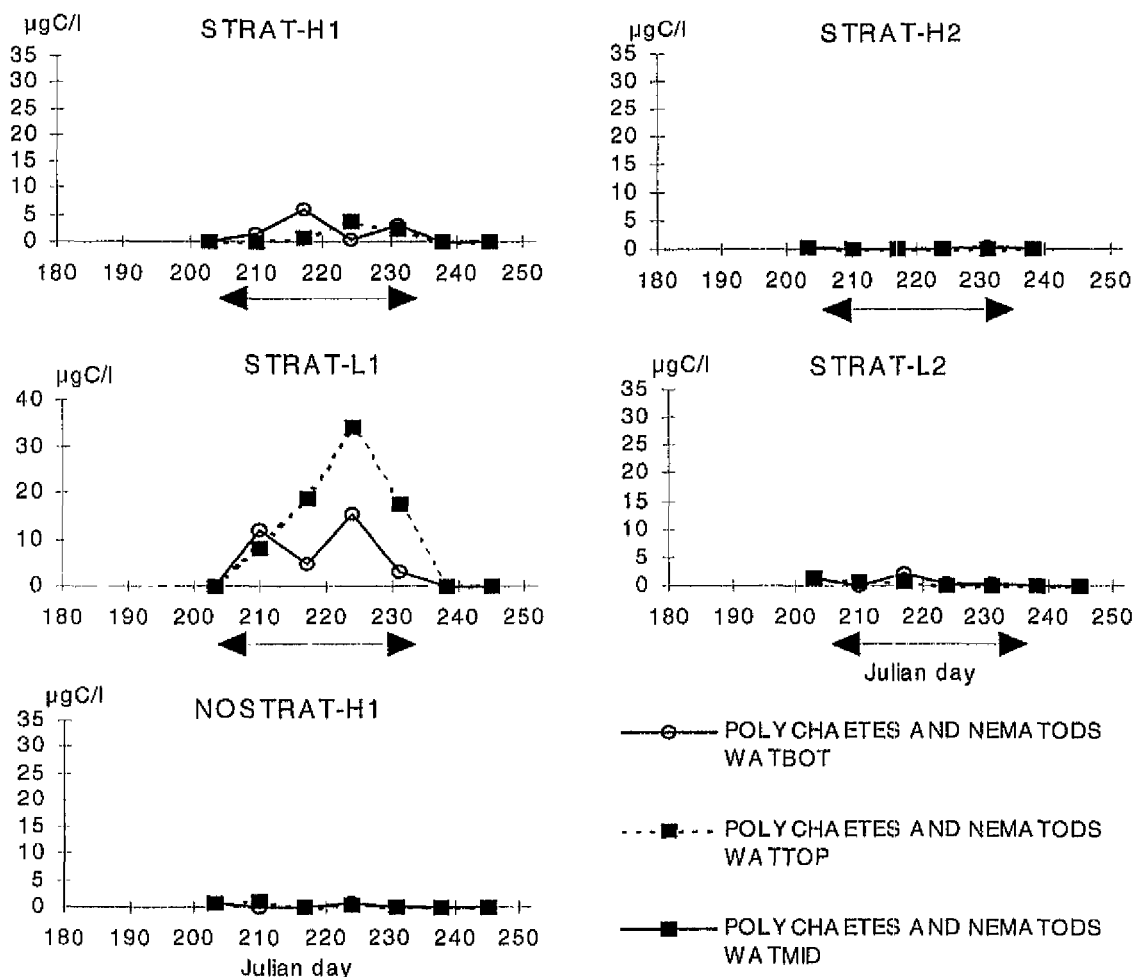 µgC/l
STRAT-H1
35
30
25
20
15
10
5
0
180 190 200 210 220 230 240 250
µgC/l
STRAT-H2
35
30
25
20
15
10
5
0
180 190 200 210 220 230 240 250
µgC/l
STRAT-L1
40
30
20
10
0
180 190 200 210 220 230 240 250
µgC/l
STRAT-L2
35
30
25
20
15
10
5
0
180 190 200 210 220 230 240 250
Julian day
µgC/l
NOSTRAT-H1
35
30
25
20
15
10
5
0
180 190 200 210 220 230 240 250
Julian day
POLYCHAETES AND NEMATODS
WATBOT
POLYCHAETES AND NEMATODS
WATTOP
POLYCHAETES AND NEMATODS
WATMID